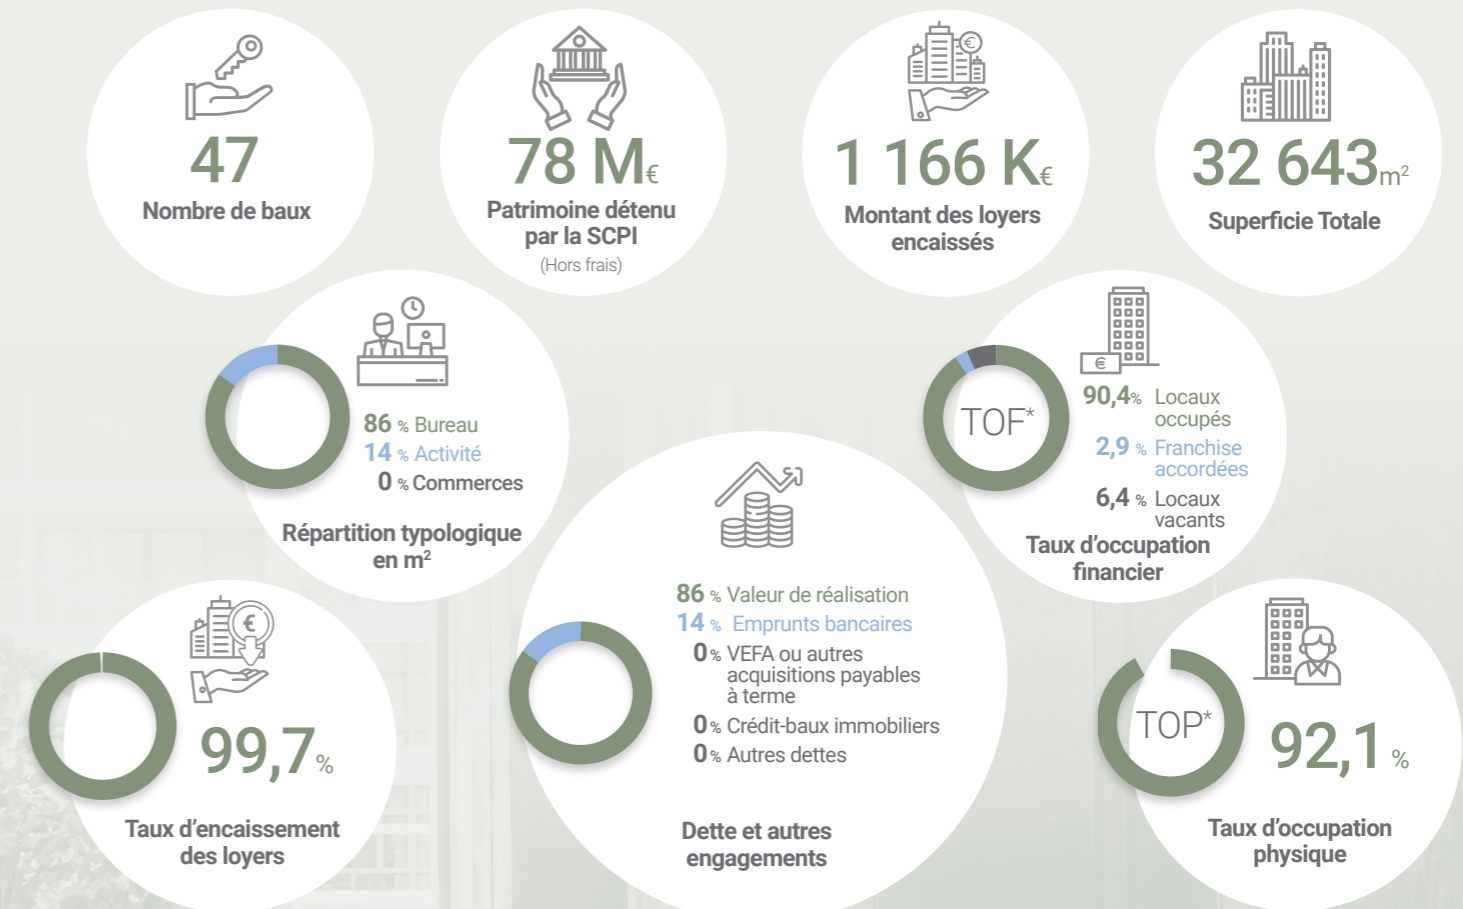 47
Nombre de baux
78 M€
Patrimoine détenu
par la SCPI
(Hors frais)
1 166 K€
Montant des loyers
encaissés
32 643m²
Superficie Totale
86 % Bureau
14 % Activité
0 % Commerces
Répartition typologique
en m²
TOF*
90,4% Locaux
occupés
2,9 % Franchise
accordées
6,4 % Locaux
vacants
Taux d'occupation
financier
99,7%
Taux d'encaissement
des loyers
86 % Valeur de réalisation
14 % Emprunts bancaires
0 % VEFA ou autres
acquisitions payables
à terme
0 % Crédit-baux immobiliers
0 % Autres dettes
Dette et autres
engagements
TOP*
92,1 %
Taux d'occupation
physique